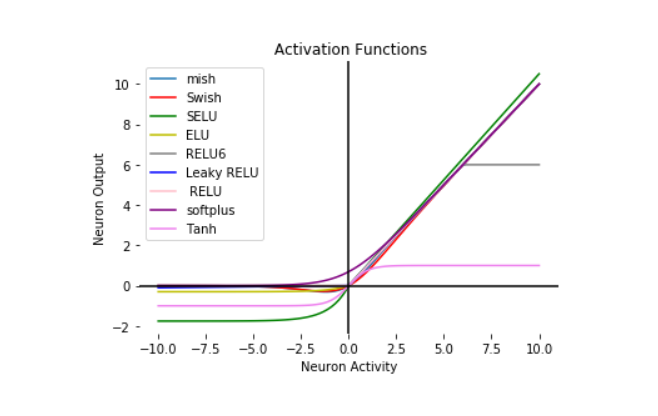 Activation Functions
mish
Swish
SELU
ELU
RELU6
Leaky RELU
RELU
softplus
Tanh
Neuron Output
10
8
6
4
2
0
−2
−10.0 −7.5 −5.0 −2.5 0.0 2.5 5.0 7.5 10.0
Neuron Activity